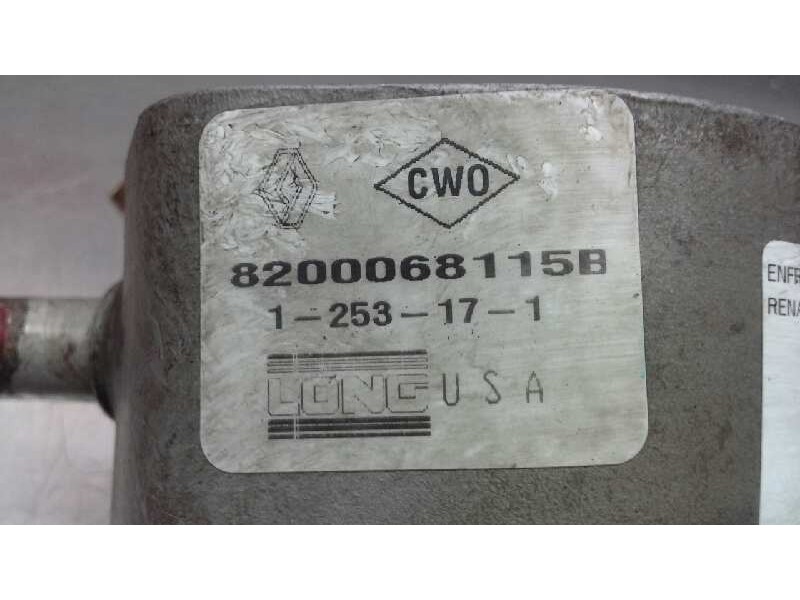 CWO
8200068115B
1-253-17-1
LONG USA
ENFR
RENA